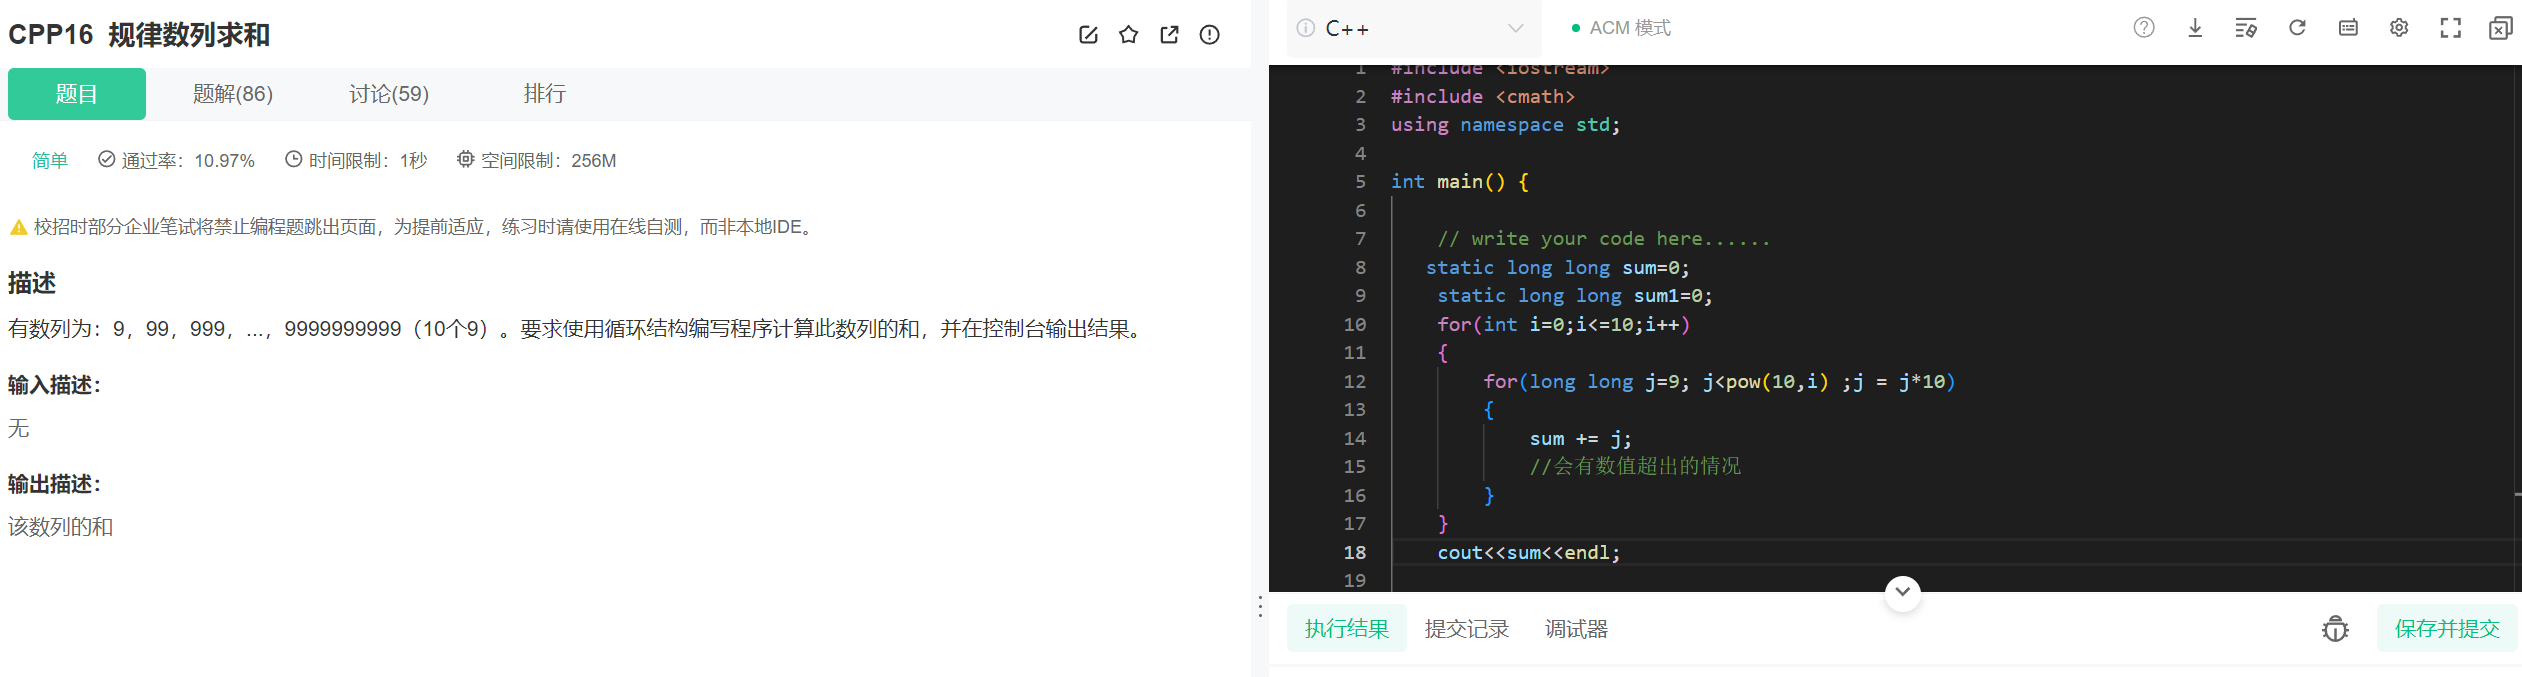 CPP16 规律数列求和
题目 题解(86) 讨论(59) 排行
简单 通过率：10.97% 时间限制：1秒 空间限制：256M
校招时部分企业笔试将禁止编程题跳出页面，为提前适应，练习时请使用在线自测，而非本地IDE。
描述
有数列为：9，99，999，...，9999999999（10个9）。要求使用循环结构编写程序计算此数列的和，并在控制台输出结果。
输入描述：
无
输出描述：
该数列的和
C++ ACM 模式
1 #include <iostream>
2 #include <cmath>
3 using namespace std;
4
5 int main() {
6
7 // write your code here......
8 static long long sum=0;
9 static long long sum1=0;
10 for(int i=0;i<=10;i++)
11 {
12 for(long long j=9; j<pow(10,i) ;j = j*10)
13 {
14 sum += j;
15 //会有数值超出的情况
16 }
17 }
18 cout<<sum<<endl;
19
执行结果 提交记录 调试器 保存并提交